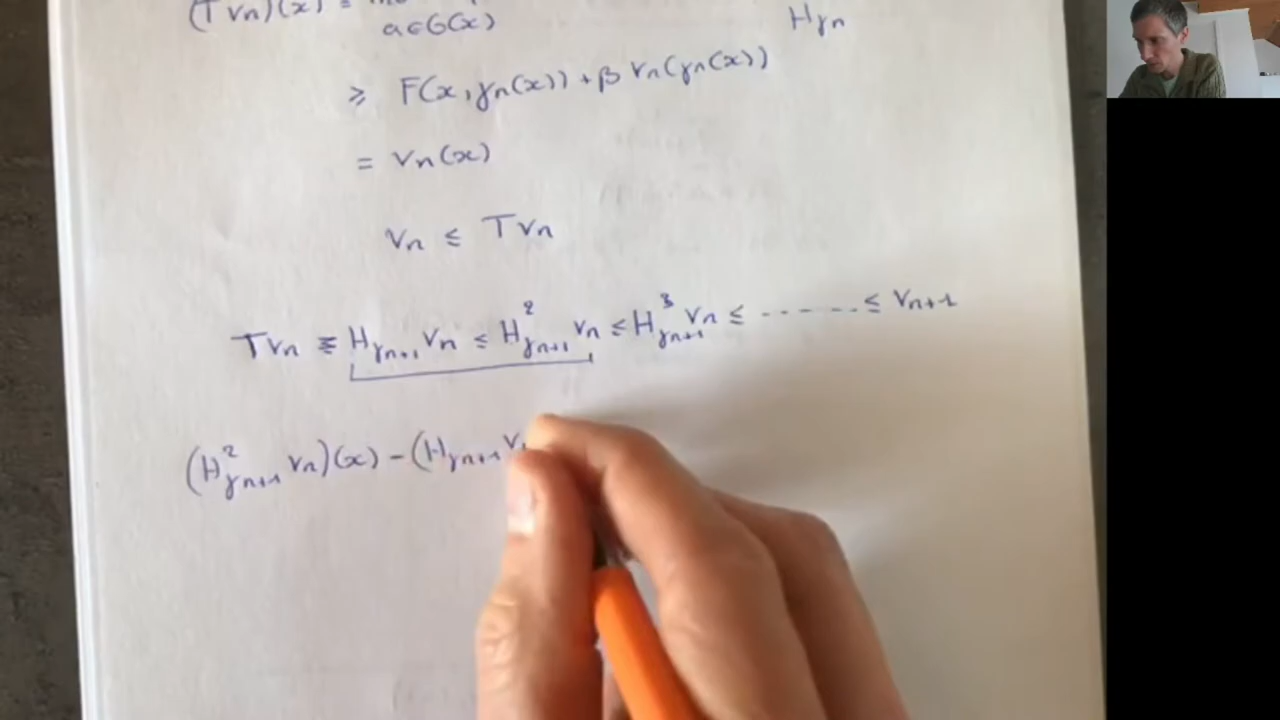 (Tvn)(x) =
a∈G(x)
Hγn
≥ F(x, γn(x)) + β vn(γn(x))
= vn(x)
vn ≤ Tvn
Tvn ≡ Hγn+1 vn ≤ H²γn+1 vn ≤ H³γn+1 vn ≤ ------ ≤ vn+1
(H²γn+1 vn)(x) - (Hγn+1 v